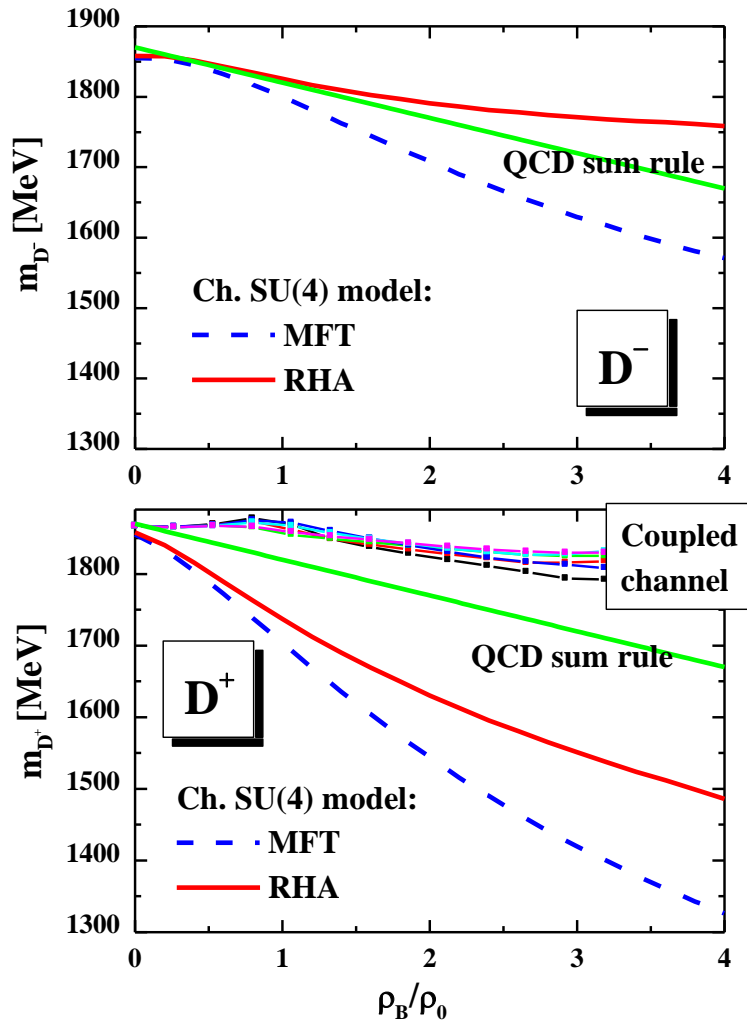 1900
1800
1700
1600
1500
1400
1300
m_D⁻ [MeV]
QCD sum rule
Ch. SU(4) model:
MFT
RHA
D⁻
0 1 2 3 4
1800
1700
1600
1500
1400
1300
m_D⁺ [MeV]
Coupled
channel
QCD sum rule
D⁺
Ch. SU(4) model:
MFT
RHA
0 1 2 3 4
ρ_B/ρ_0